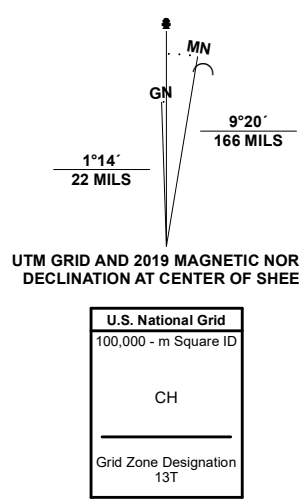 MN
GN
9°20´
166 MILS
1°14´
22 MILS
UTM GRID AND 2019 MAGNETIC NOR
DECLINATION AT CENTER OF SHEE
U.S. National Grid
100,000 - m Square ID
CH
Grid Zone Designation
13T